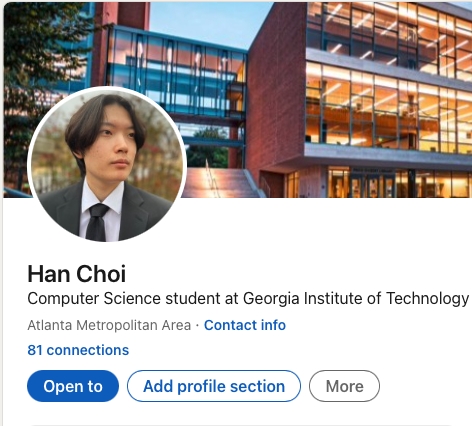 Han Choi
Computer Science student at Georgia Institute of Technology
Atlanta Metropolitan Area · Contact info
81 connections
Open to Add profile section More